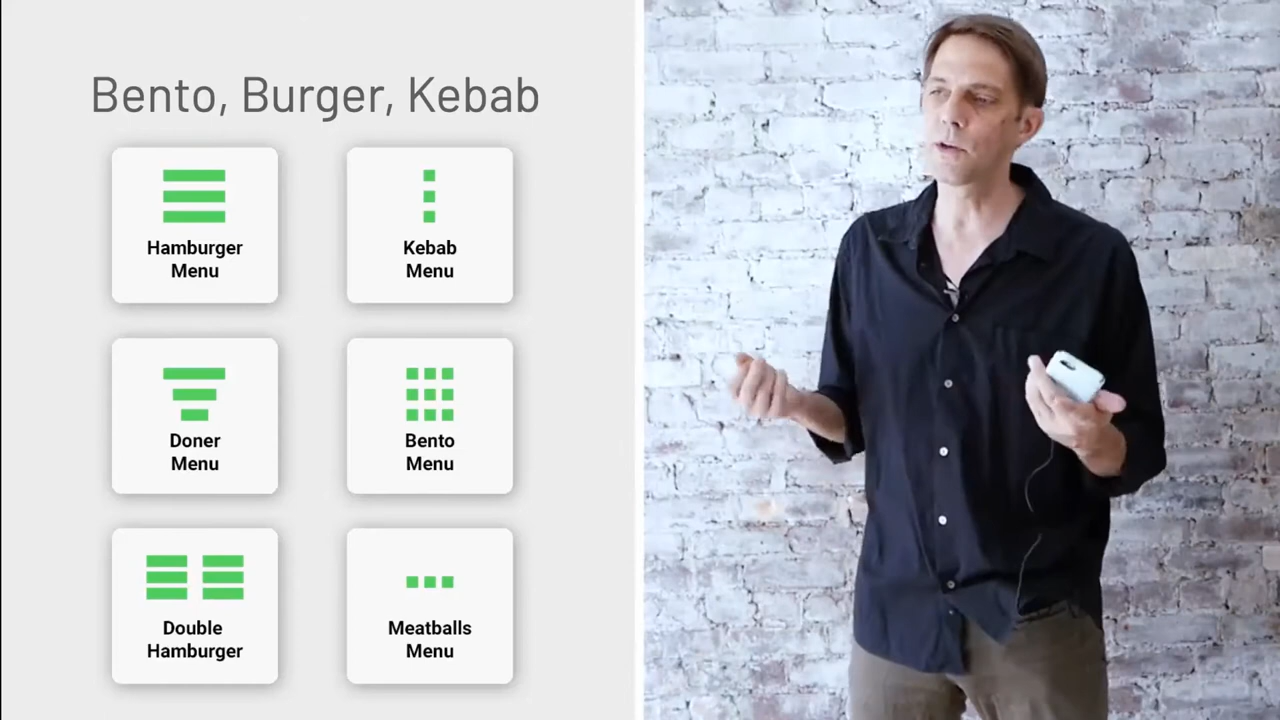 Bento, Burger, Kebab
Hamburger
Menu
Kebab
Menu
Doner
Menu
Bento
Menu
Double
Hamburger
Meatballs
Menu